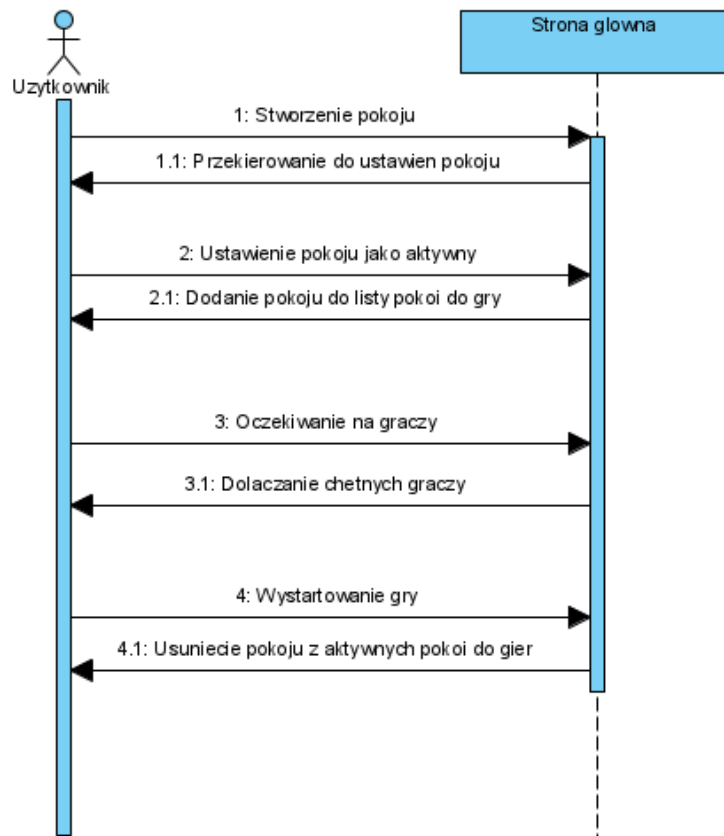 Strona glowna
Uzytkownik
1: Stworzenie pokoju
1.1: Przekierowanie do ustawien pokoju
2: Ustawienie pokoju jako aktywny
2.1: Dodanie pokoju do listy pokoi do gry
3: Oczekiwanie na graczy
3.1: Dolaczanie chetnych graczy
4: Wystartowanie gry
4.1: Usuniecie pokoju z aktywnych pokoi do gier